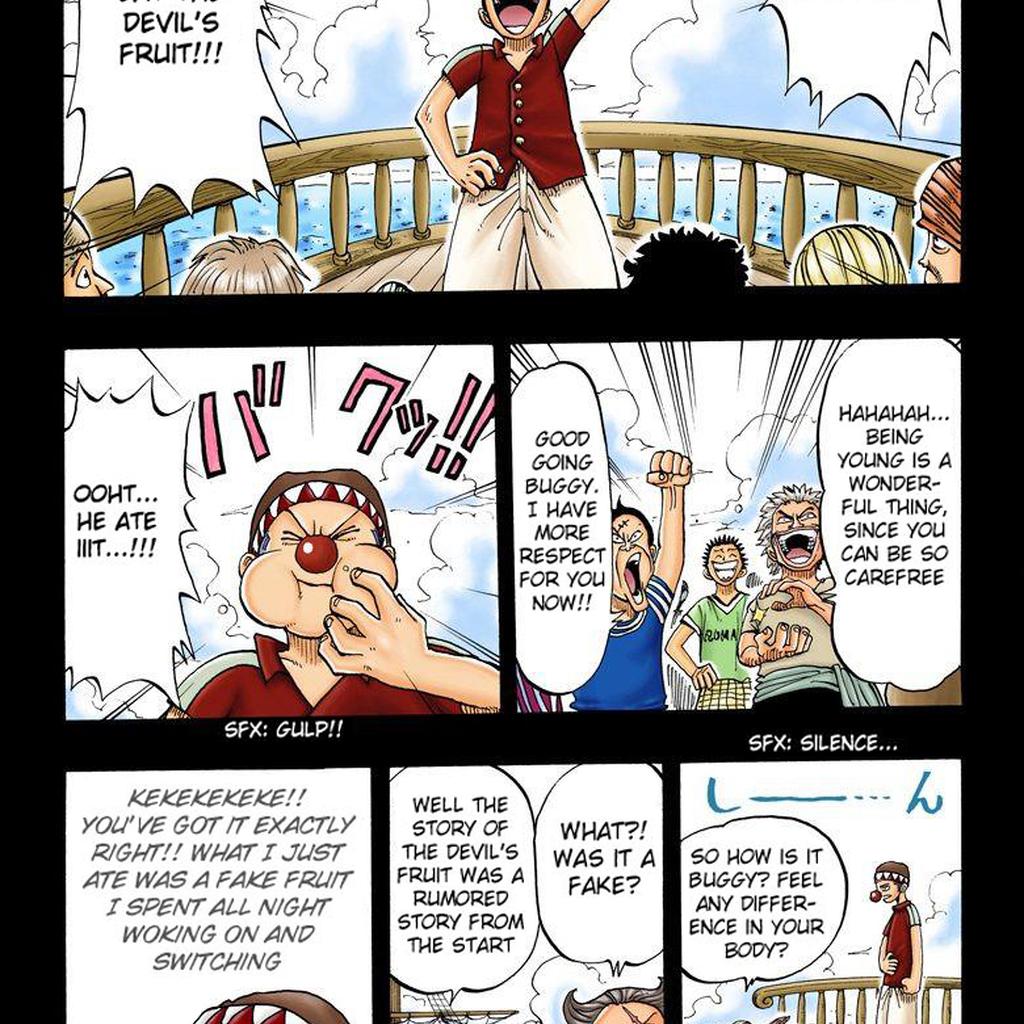 DEVIL'S
FRUIT!!!
HAHAHAH...
BEING
YOUNG IS A
WONDER-
FUL THING,
SINCE YOU
CAN BE SO
CAREFREE
GOOD
GOING
BUGGY.
I HAVE
MORE
RESPECT
FOR YOU
NOW!!
ROMA
バクッ!!
OOHT...
HE ATE
IIIT...!!!
SFX: GULP!!
SFX: SILENCE...
しーん
SO HOW IS IT
BUGGY? FEEL
ANY DIFFER-
ENCE IN YOUR
BODY?
WHAT?!
WAS IT A
FAKE?
WELL THE
STORY OF
THE DEVIL'S
FRUIT WAS A
RUMORED
STORY FROM
THE START
KEKEKEKEKE!!
YOU'VE GOT IT EXACTLY
RIGHT!! WHAT I JUST
ATE WAS A FAKE FRUIT
I SPENT ALL NIGHT
WOKING ON AND
SWITCHING